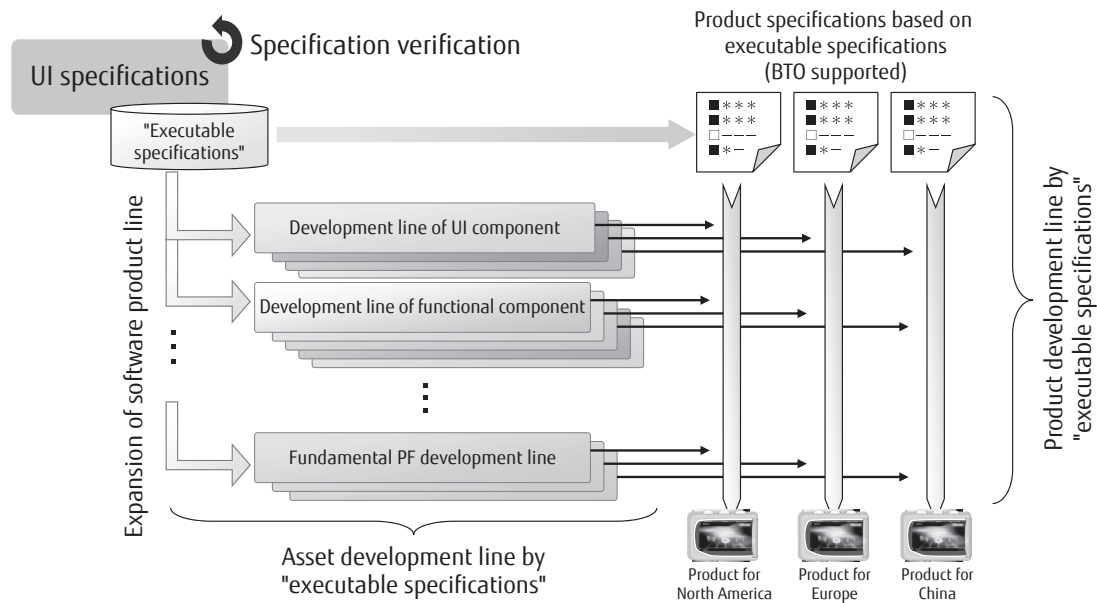 Product specifications based on
executable specifications
(BTO supported)
Specification verification
UI specifications
"Executable
specifications"
Expansion of software product line
Development line of UI component
Development line of functional component
Fundamental PF development line
Asset development line by
"executable specifications"
Product for
North America
Product for
Europe
Product for
China
Product development line by
"executable specifications"